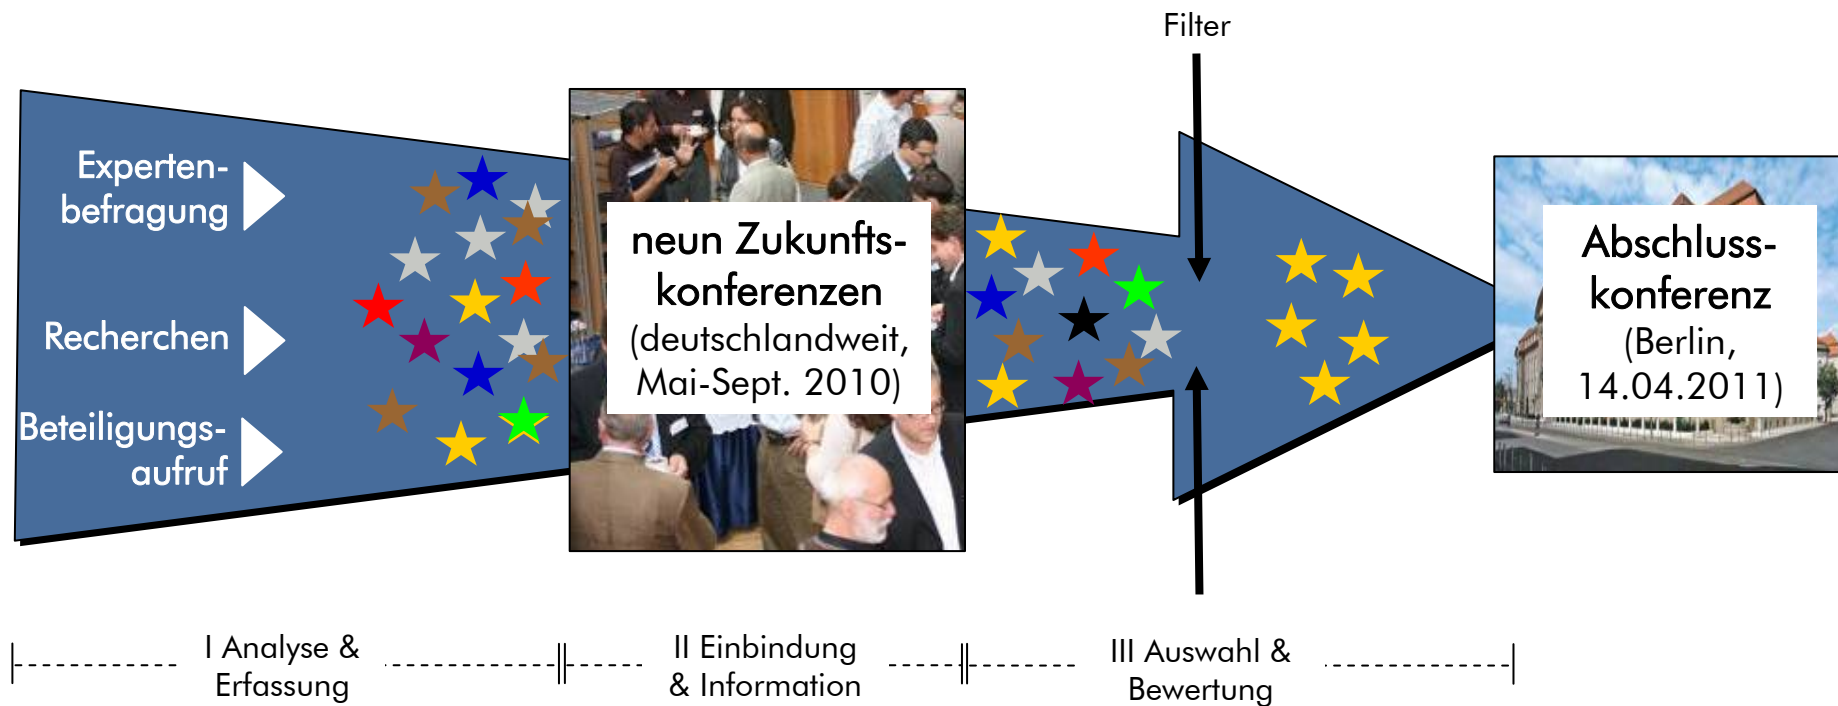 Filter
Experten-
befragung
Recherchen
Beteiligungs-
aufruf
neun Zukunfts-
konferenzen
(deutschlandweit,
Mai-Sept. 2010)
Abschluss-
konferenz
(Berlin,
14.04.2011)
I Analyse &
Erfassung
II Einbindung
& Information
III Auswahl &
Bewertung